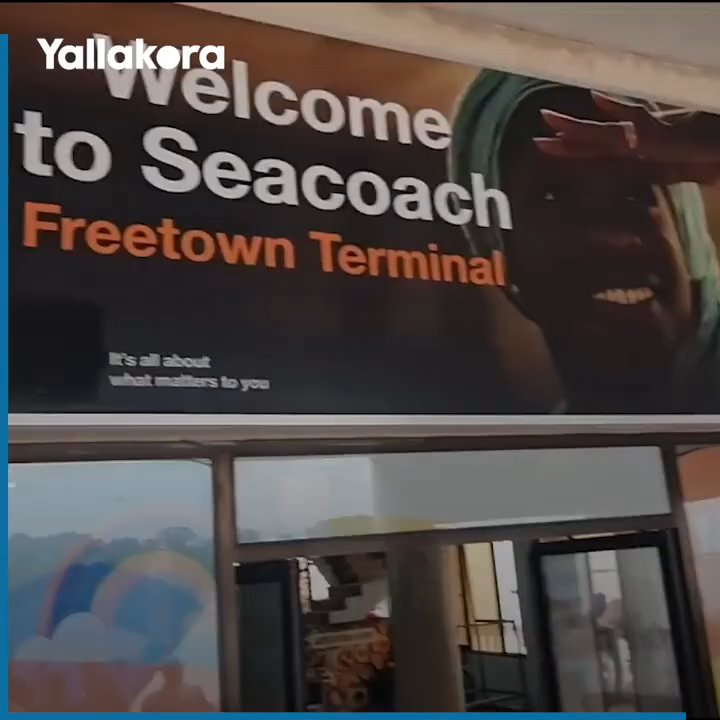 Yallakora
Welcome
to Seacoach
Freetown Terminal
It's all about
what matters to you